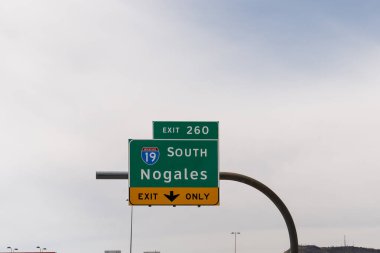 EXIT 260
19 SOUTH
Nogales
EXIT ONLY